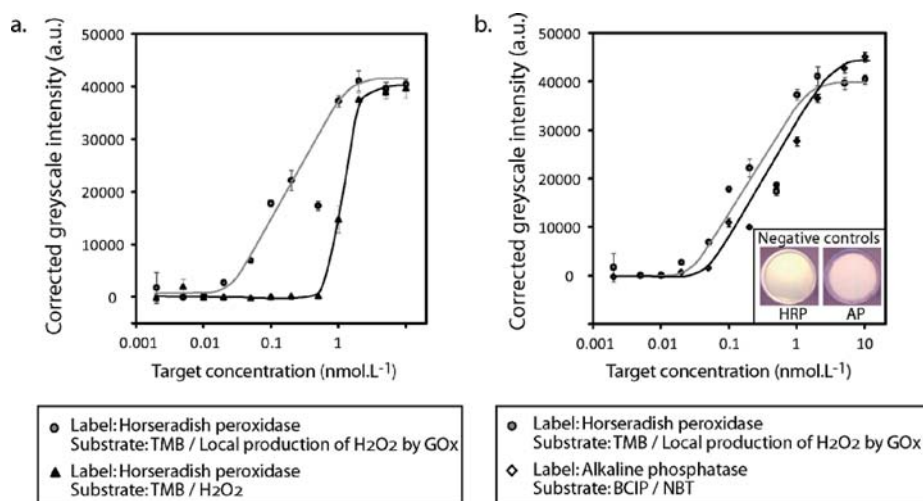 a.
Corrected greyscale intensity (a.u.)
50000
40000
30000
20000
10000
0
0.001
0.01
0.1
1
10
Target concentration (nmol.L⁻¹)
Label: Horseradish peroxidase
Substrate: TMB / Local production of H2O2 by GOx
Label: Horseradish peroxidase
Substrate: TMB / H2O2
b.
Corrected greyscale intensity (a.u.)
50000
40000
30000
20000
10000
0
Negative controls
HRP
AP
0.001
0.01
0.1
1
10
Target concentration (nmol.L⁻¹)
Label: Horseradish peroxidase
Substrate: TMB / Local production of H2O2 by GOx
Label: Alkaline phosphatase
Substrate: BCIP / NBT